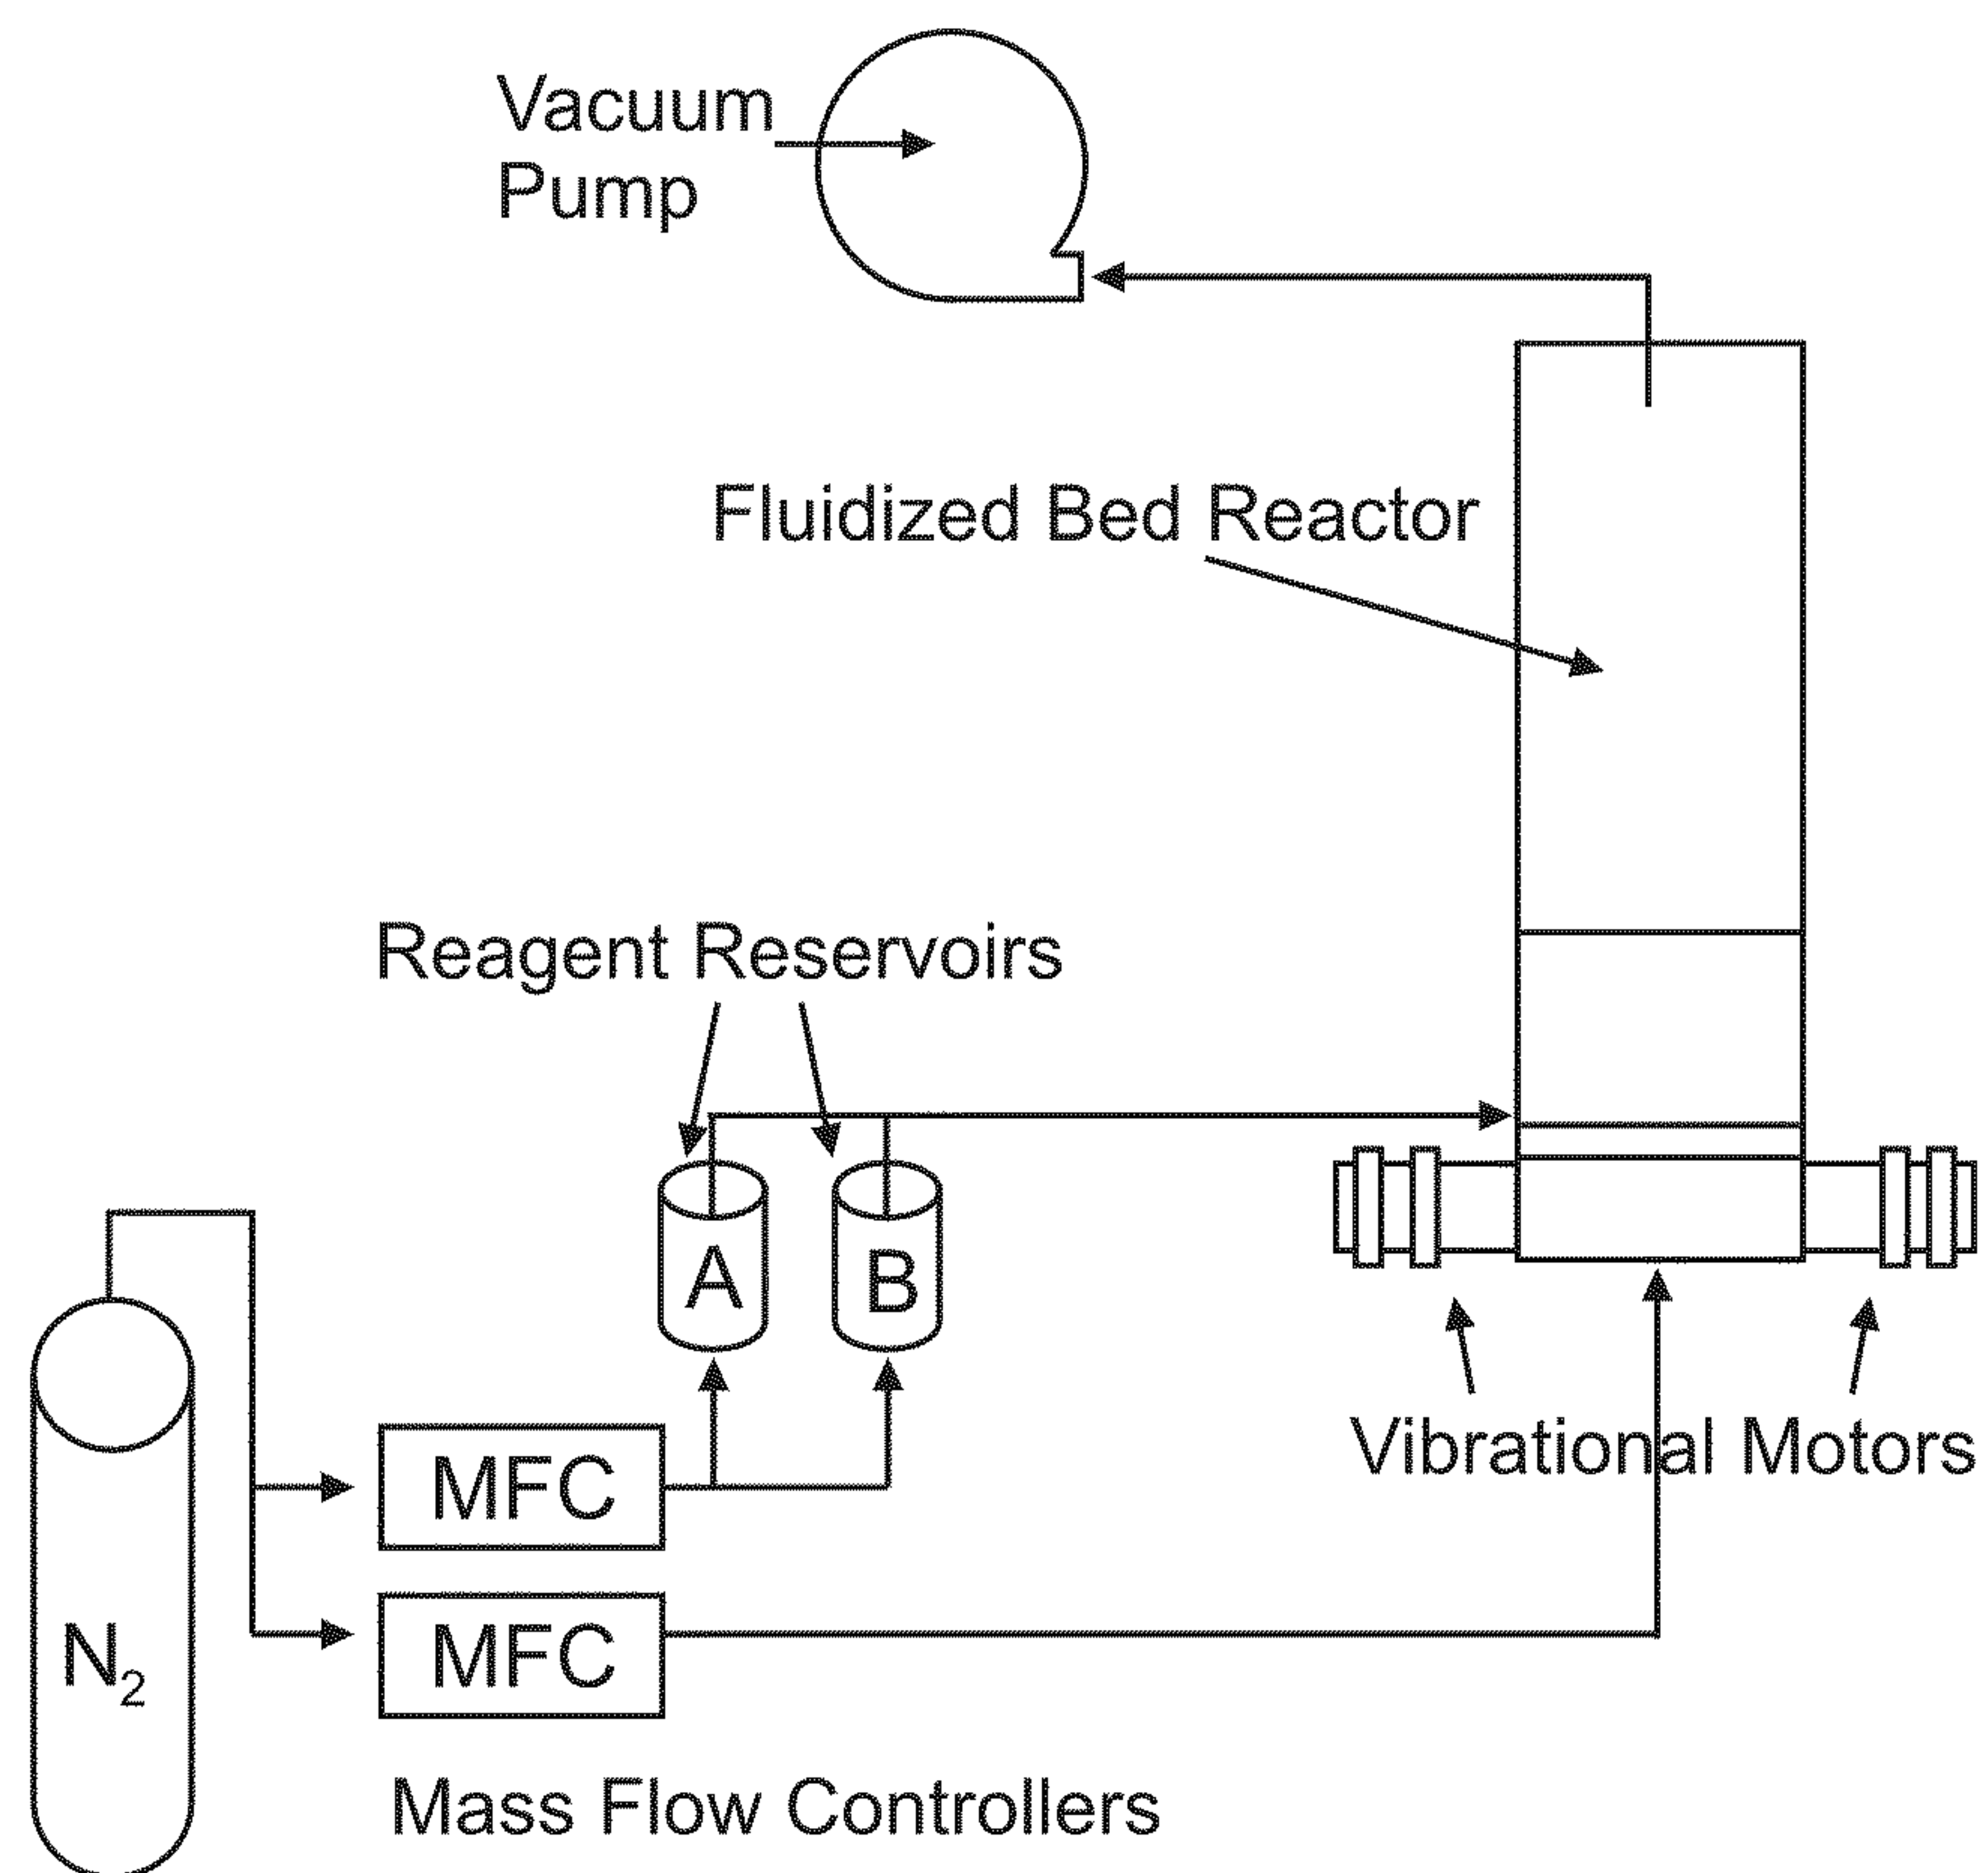 Vacuum
Pump
Fluidized Bed Reactor
Reagent Reservoirs
A
B
Vibrational Motors
MFC
MFC
N₂
Mass Flow Controllers